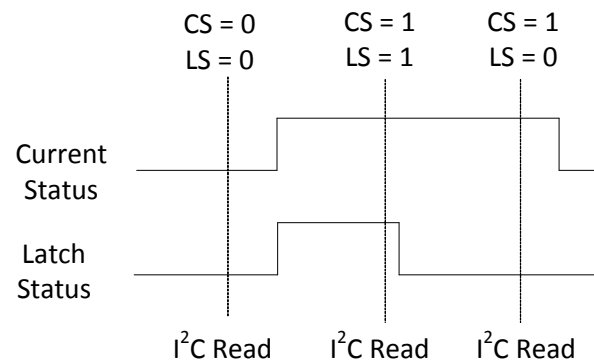 CS = 0 CS = 1 CS = 1
LS = 0 LS = 1 LS = 0
Current
Status
Latch
Status
I²C Read I²C Read I²C Read